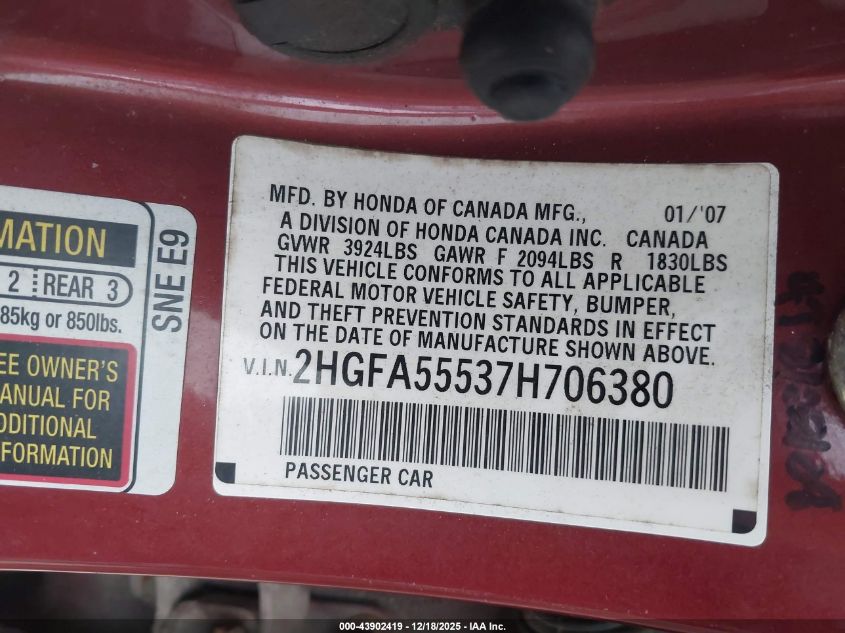 MATION
2 REAR 3
85kg or 850lbs.
EE OWNER'S
ANUAL FOR
DDITIONAL
FORMATION
SNE E9
MFD. BY HONDA OF CANADA MFG., 01/'07
A DIVISION OF HONDA CANADA INC. CANADA
GVWR 3924LBS GAWR F 2094LBS R 1830LBS
THIS VEHICLE CONFORMS TO ALL APPLICABLE
FEDERAL MOTOR VEHICLE SAFETY, BUMPER,
AND THEFT PREVENTION STANDARDS IN EFFECT
ON THE DATE OF MANUFACTURE SHOWN ABOVE.
V.I.N. 2HGFA55537H706380
PASSENGER CAR
000-43902419 - 12/18/2025 - IAA Inc.